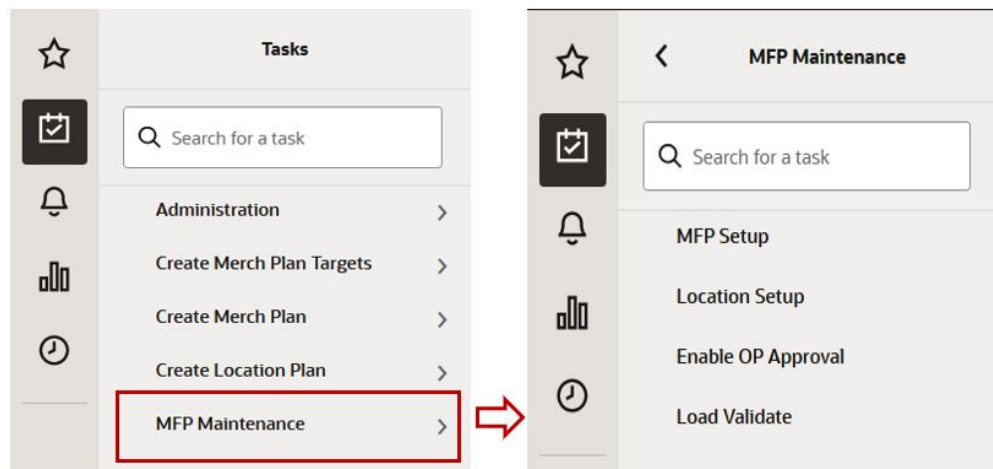 Tasks
Search for a task
Administration
Create Merch Plan Targets
Create Merch Plan
Create Location Plan
MFP Maintenance
MFP Maintenance
Search for a task
MFP Setup
Location Setup
Enable OP Approval
Load Validate